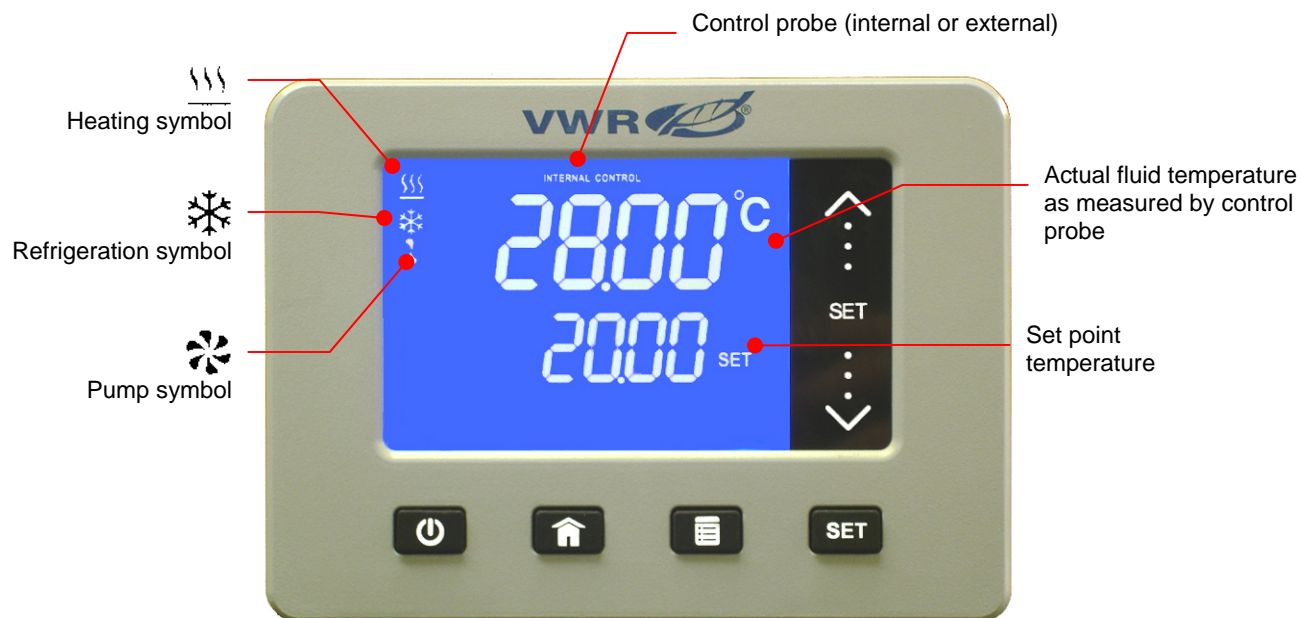 Control probe (internal or external)
Heating symbol
VWR®
INTERNAL CONTROL
28.00 °C
Actual fluid temperature
as measured by control
probe
Refrigeration symbol
SET
20.00 SET
Set point
temperature
Pump symbol
SET